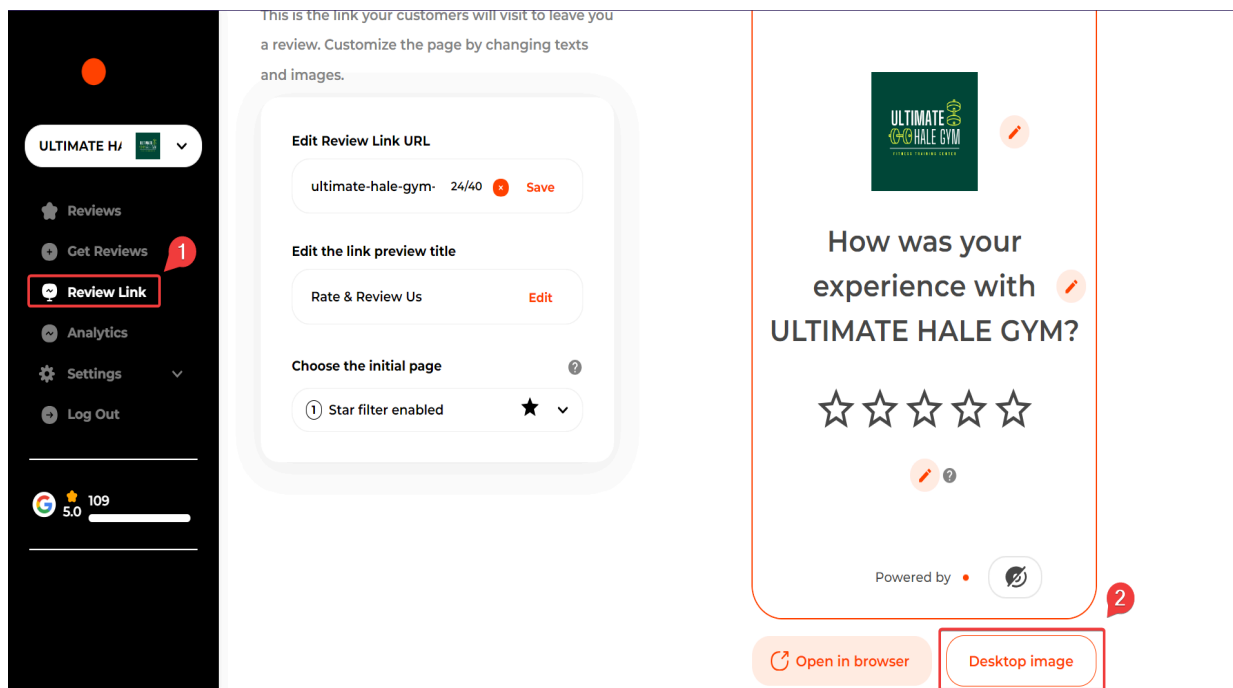 This is the link your customers will visit to leave you
a review. Customize the page by changing texts
and images.
ULTIMATE HA
Reviews
Get Reviews
1
Review Link
Analytics
Settings
Log Out
109
5.0
Edit Review Link URL
ultimate-hale-gym- 24/40 Save
Edit the link preview title
Rate & Review Us Edit
Choose the initial page ?
1 Star filter enabled
ULTIMATE
HALE GYM
FITNESS TRAINING CENTER
How was your
experience with
ULTIMATE HALE GYM?
?
Powered by
2
Open in browser
Desktop image